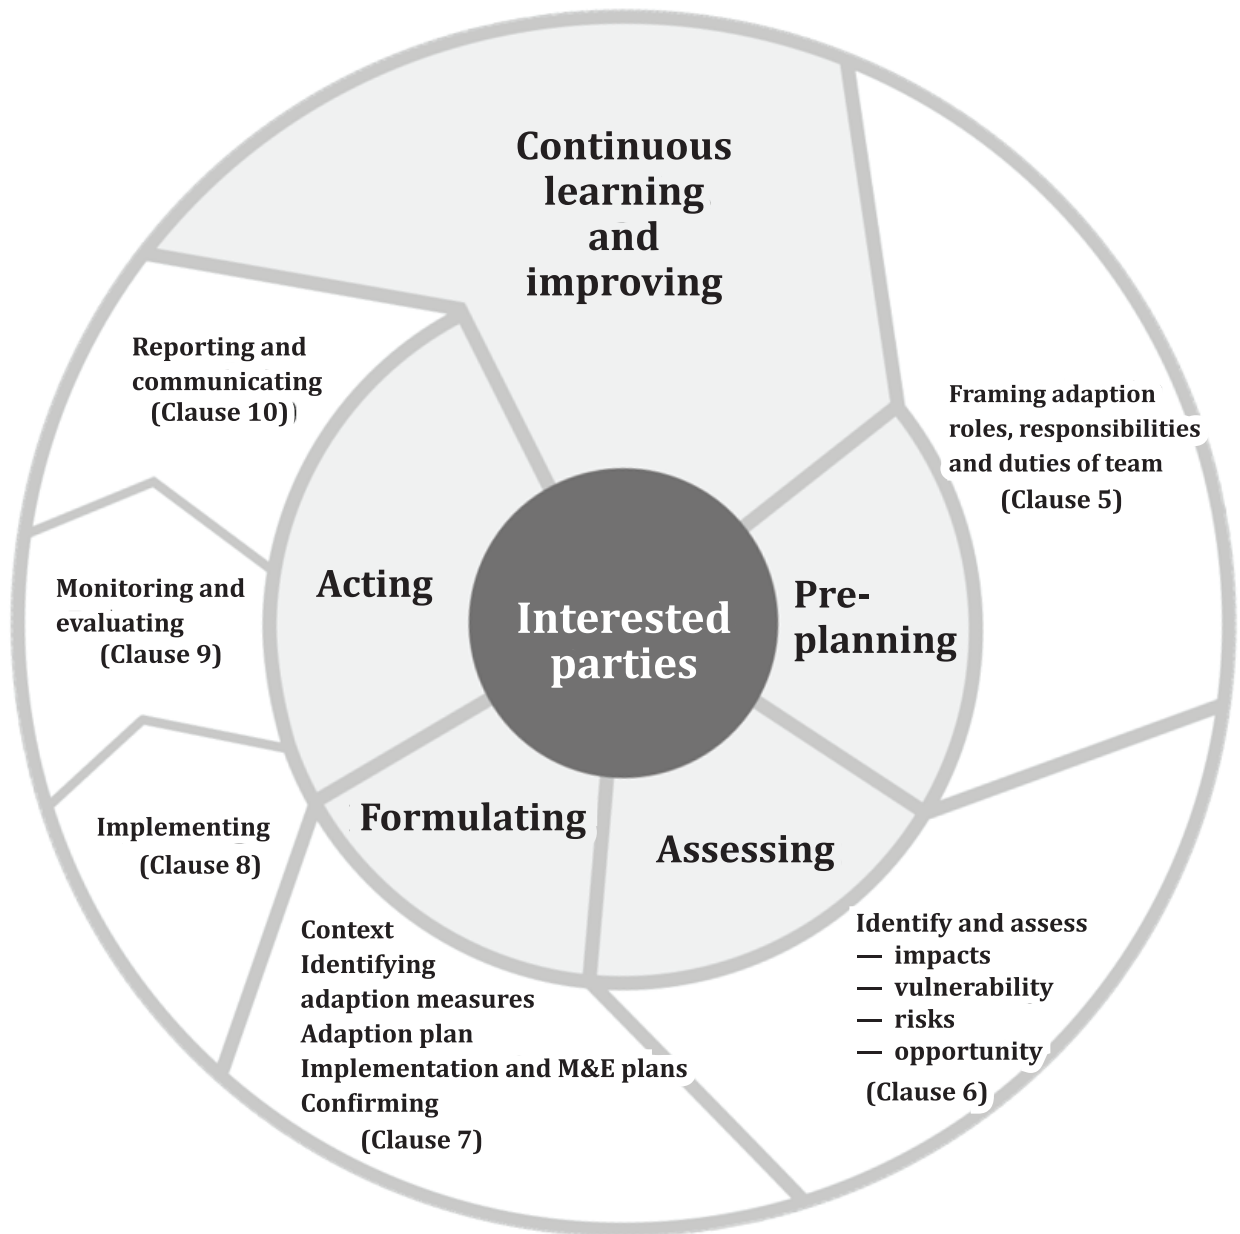 Continuous
learning
and
improving
Reporting and
communicating
(Clause 10))
Framing adaption
roles, responsibilities
and duties of team
(Clause 5)
Monitoring and
evaluating
(Clause 9)
Acting
Interested
parties
Pre-
planning
Implementing
(Clause 8)
Formulating
Assessing
Context
Identifying
adaption measures
Adaption plan
Implementation and M&E plans
Confirming
(Clause 7)
Identify and assess
— impacts
— vulnerability
— risks
— opportunity
(Clause 6)